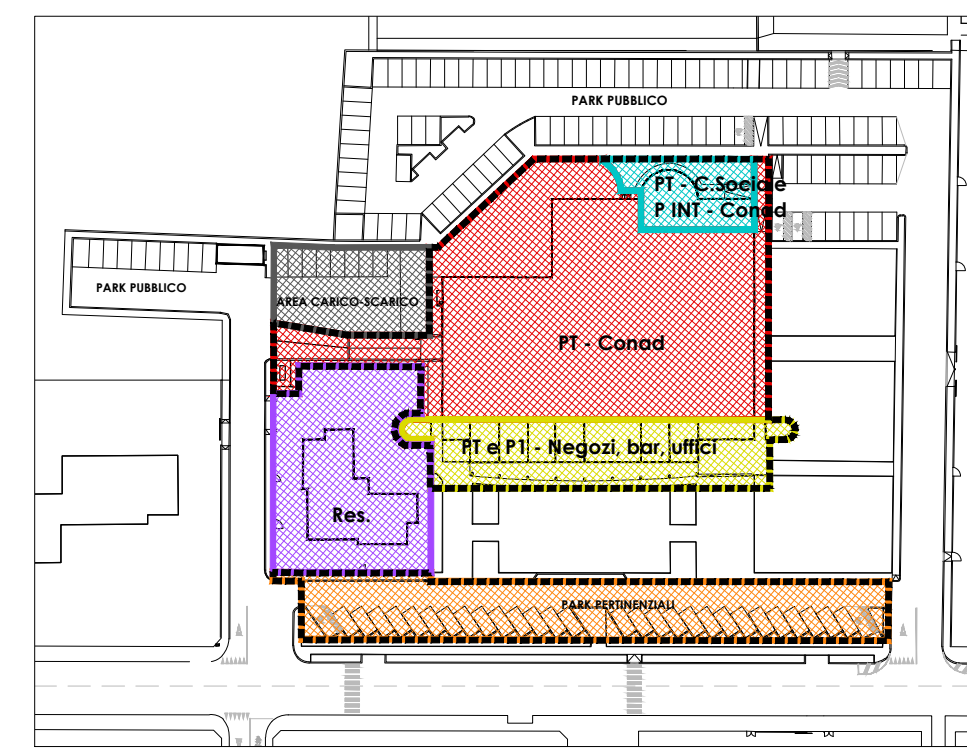 PARK PUBBLICO
PT - C.Sociale
P INT - Conad
PARK PUBBLICO
AREA CARICO-SCARICO
PT - Conad
PT e P1 - Negozi, bar, uffici
Res.
PARK PERTINENZIALI